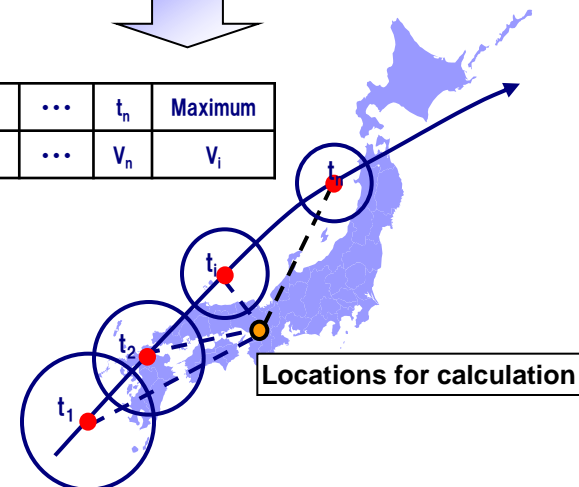 … tₙ Maximum
… Vₙ Vᵢ
tₙ
tᵢ
t₂
Locations for calculation
t₁